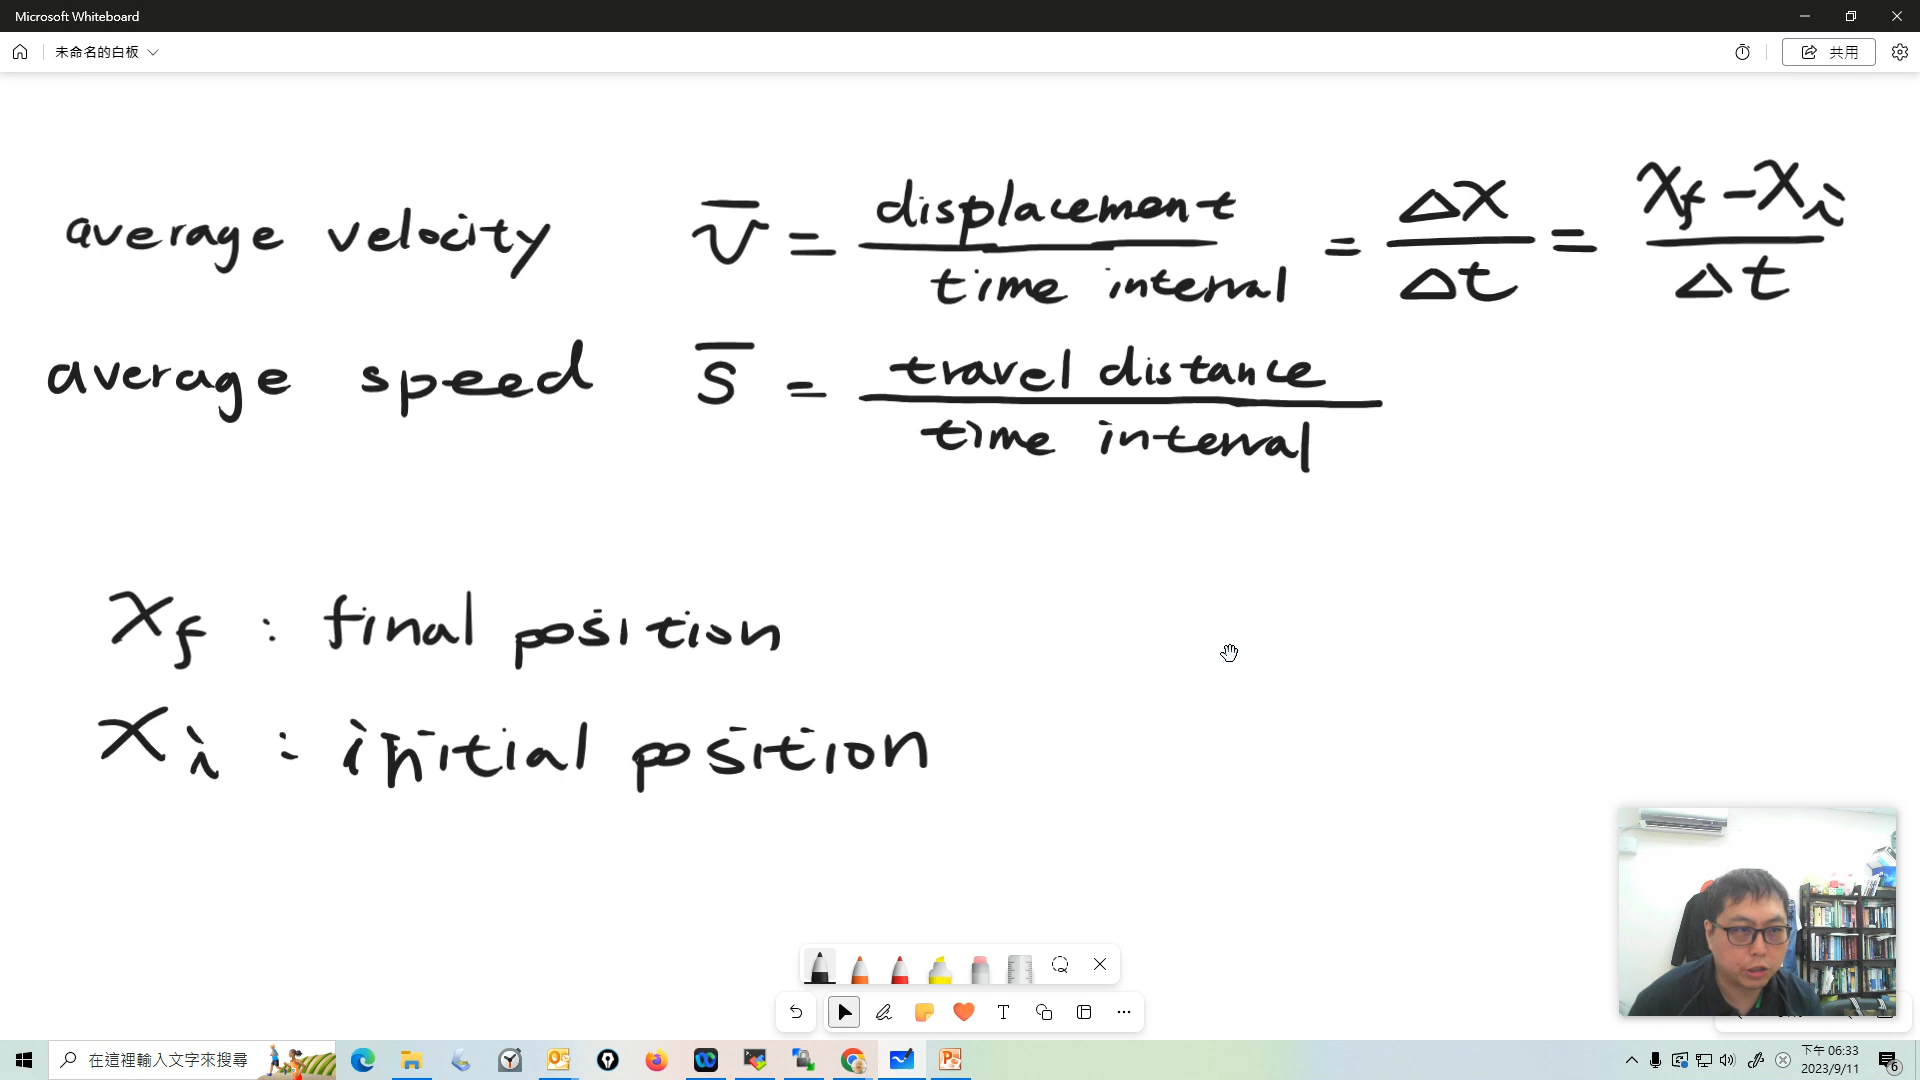 Microsoft Whiteboard
未命名的白板
共用
average velocity v̅ = displacement / time interval = Δx / Δt = xf - xi / Δt
average speed s̅ = travel distance / time interval
xf : final position
xi : initial position
在這裡輸入文字來搜尋
下午 06:33
2023/9/11
6